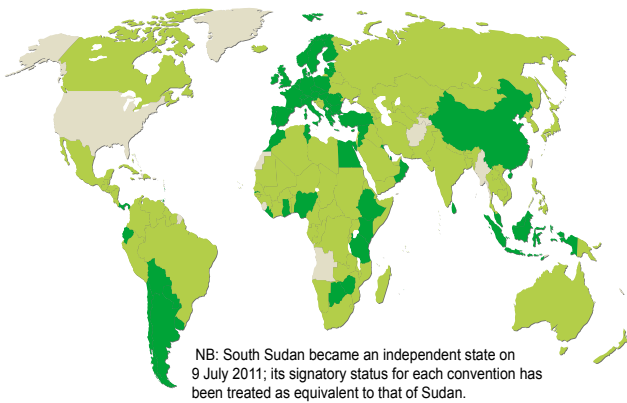 NB: South Sudan became an independent state on
9 July 2011; its signatory status for each convention has
been treated as equivalent to that of Sudan.